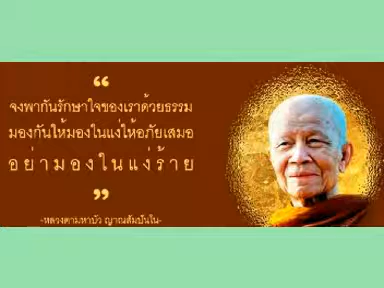 “
จงพากันรักษาใจของเราด้วยธรรม
มองกันให้มองในแง่ให้อภัยเสมอ
อย่ามองในแง่ร้าย
”
-หลวงตามหาบัว ญาณสัมปันโน-